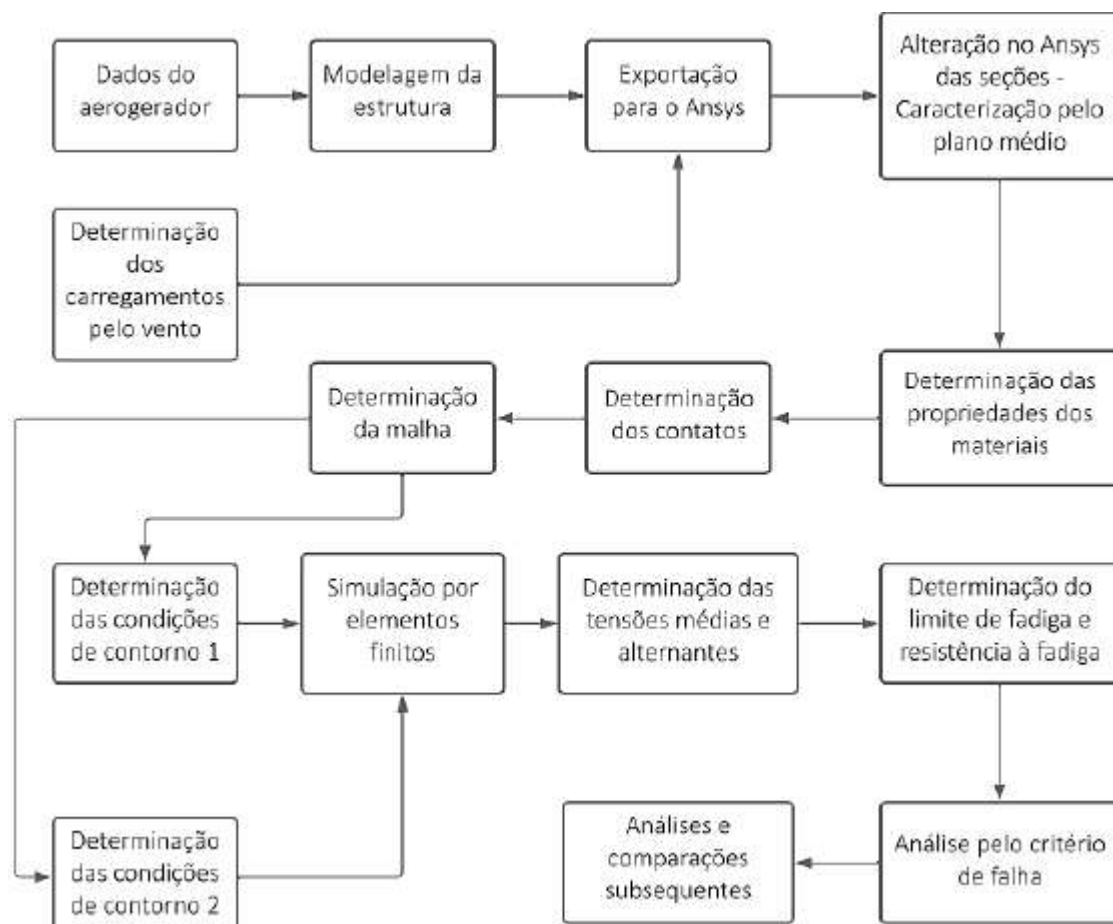 Dados do
aerogerador
Modelagem da
estrutura
Exportação
para o Ansys
Alteração no Ansys
das seções -
Caracterização pelo
plano médio
Determinação
dos
carregamentos
pelo vento
Determinação
da malha
Determinação
dos contatos
Determinação das
propriedades dos
materiais
Determinação
das condições
de contorno 1
Simulação por
elementos
finitos
Determinação das
tensões médias e
alternantes
Determinação do
limite de fadiga e
resistência à fadiga
Determinação
das condições
de contorno 2
Análises e
comparações
subsequentes
Análise pelo critério
de falha